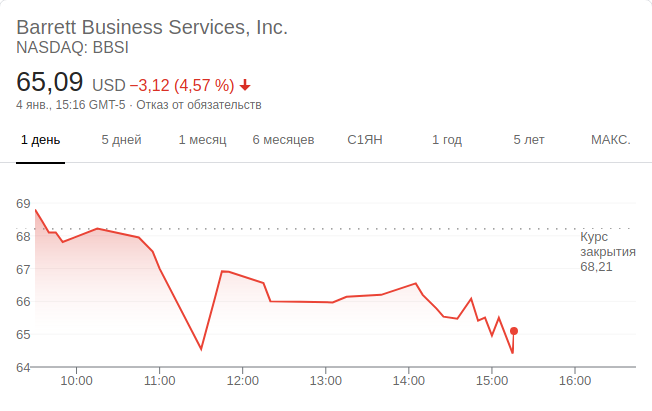 Barrett Business Services, Inc.
NASDAQ: BBSI
65,09 USD −3,12 (4,57 %)
4 янв., 15:16 GMT-5 · Отказ от обязательств
1 день 5 дней 1 месяц 6 месяцев С1ЯН 1 год 5 лет МАКС.
69
68
67
66
65
64
Курс
закрытия
68,21
10:00 11:00 12:00 13:00 14:00 15:00 16:00